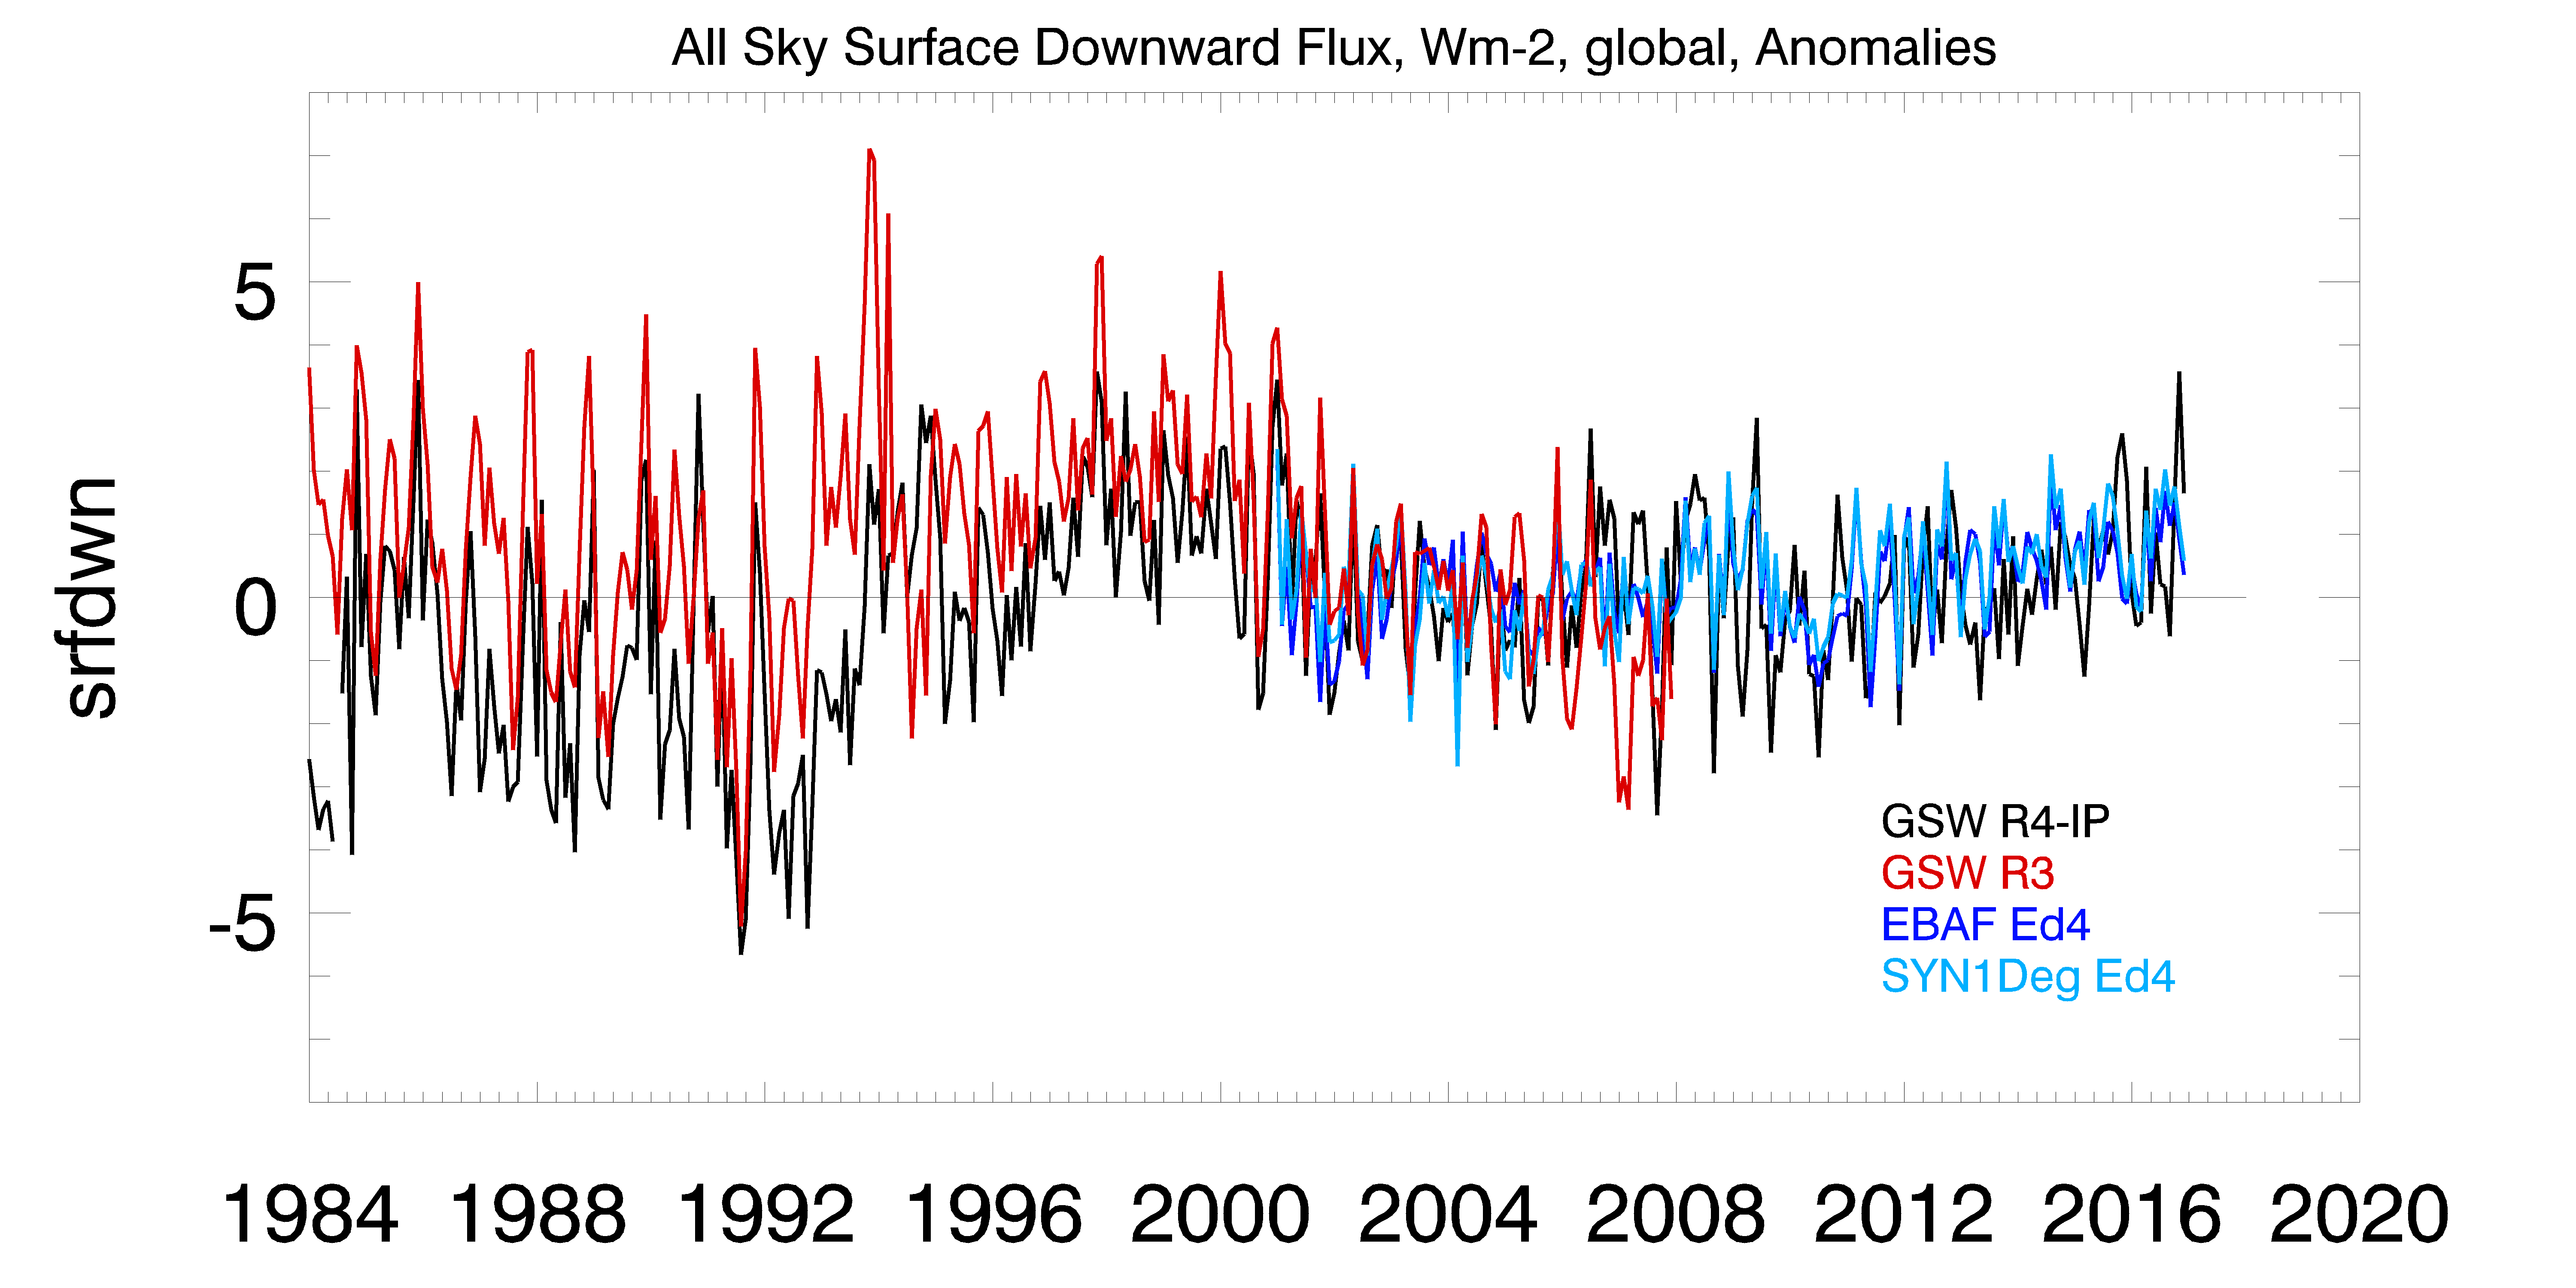 All Sky Surface Downward Flux, Wm-2, global, Anomalies
srfdwn
5
0
-5
GSW R4-IP
GSW R3
EBAF Ed4
SYN1Deg Ed4
1984 1988 1992 1996 2000 2004 2008 2012 2016 2020